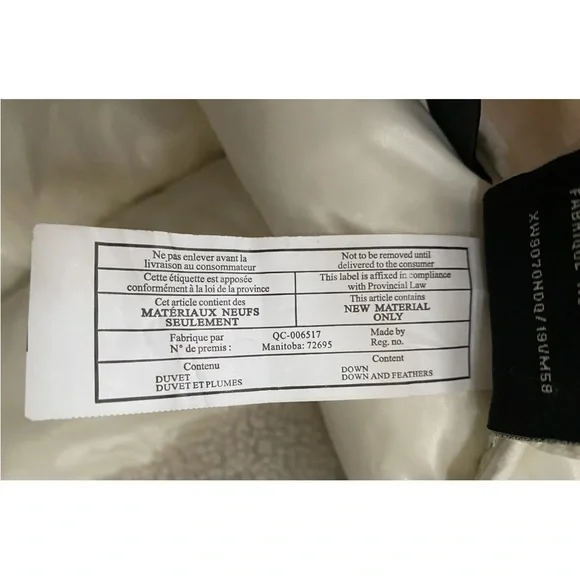 Ne pas enlever avant la
livraison au consommateur
Not to be removed until
delivered to the consumer
Cette étiquette est apposée
conformément à la loi de la province
This label is affixed in compliance
with Provincial Law
Cet article contient des
MATÉRIAUX NEUFS
SEULEMENT
This article contains
NEW MATERIAL
ONLY
Fabrique par
N° de premis :
QC-006517
Manitoba: 72695
Made by
Reg. no.
Contenu
DUVET
DUVET ET PLUMES
Content
DOWN
DOWN AND FEATHERS
XW9070NDQ/19UM58